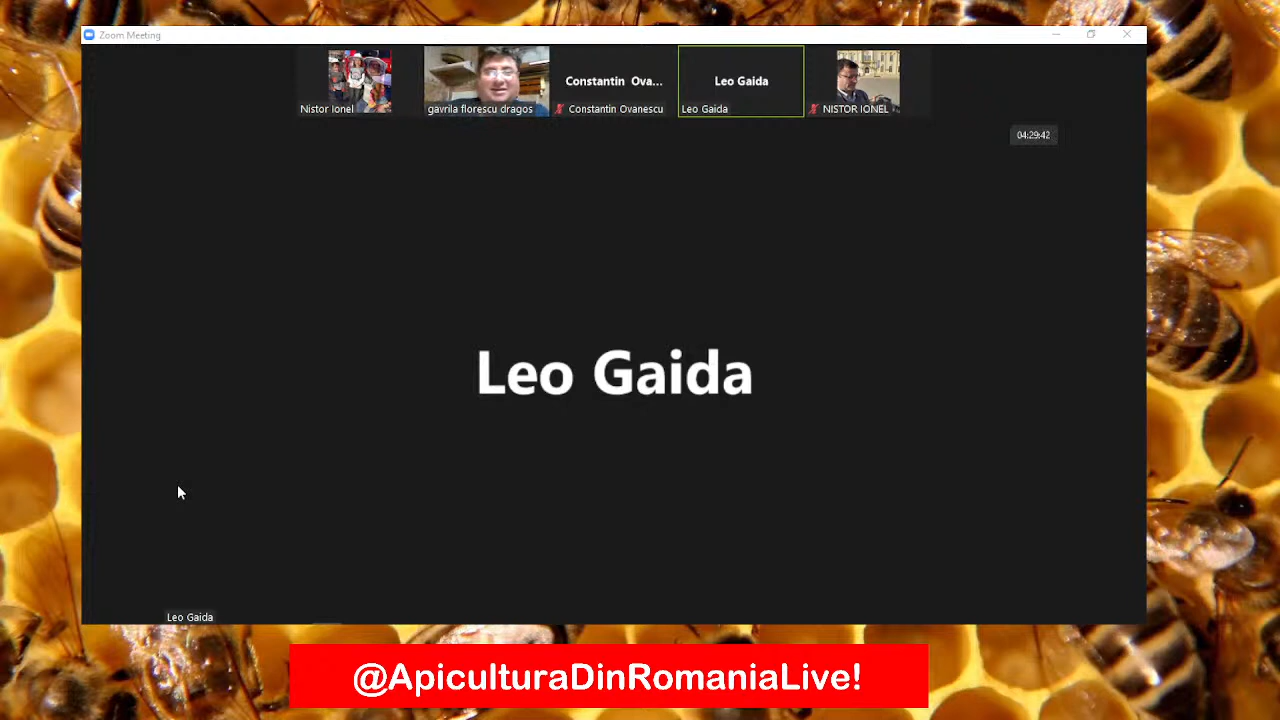 Zoom Meeting
Constantin Ova...
Leo Gaida
Nistor Ionel
gavrila florescu dragos
Constantin Ovanescu
Leo Gaida
NISTOR IONEL
04:29:42
Leo Gaida
Leo Gaida
@ApiculturaDinRomaniaLive!